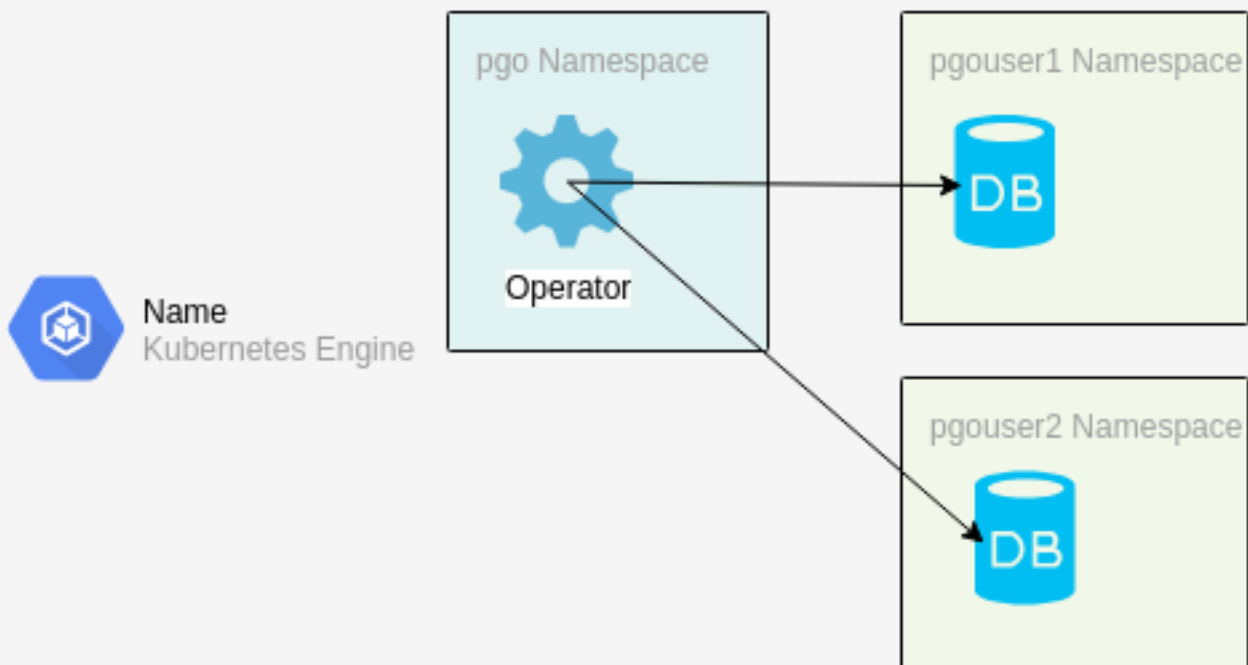 pgo Namespace
Operator
Name
Kubernetes Engine
pgouser1 Namespace
DB
pgouser2 Namespace
DB